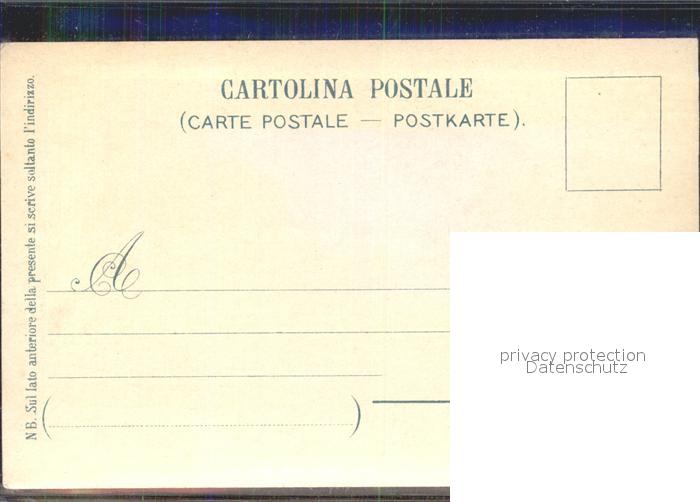 CARTOLINA POSTALE
(CARTE POSTALE — POSTKARTE).
NB. Sul lato anteriore della presente si scrive soltanto l'indirizzo.
A
privacy protection
Datenschutz